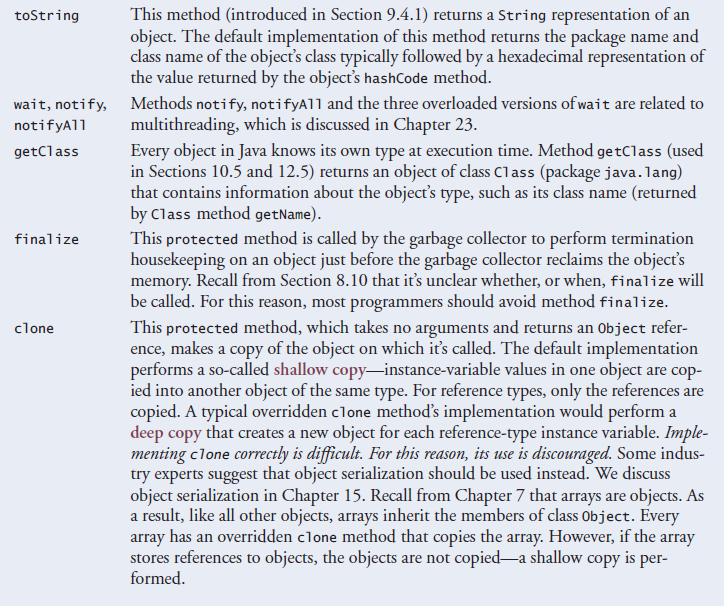 toString This method (introduced in Section 9.4.1) returns a String representation of an
object. The default implementation of this method returns the package name and
class name of the object's class typically followed by a hexadecimal representation of
the value returned by the object's hashCode method.
wait, notify, Methods notify, notifyAll and the three overloaded versions of wait are related to
notifyAll multithreading, which is discussed in Chapter 23.
getClass Every object in Java knows its own type at execution time. Method getClass (used
in Sections 10.5 and 12.5) returns an object of class Class (package java.lang)
that contains information about the object's type, such as its class name (returned
by Class method getName).
finalize This protected method is called by the garbage collector to perform termination
housekeeping on an object just before the garbage collector reclaims the object's
memory. Recall from Section 8.10 that it's unclear whether, or when, finalize will
be called. For this reason, most programmers should avoid method finalize.
clone This protected method, which takes no arguments and returns an Object refer-
ence, makes a copy of the object on which it's called. The default implementation
performs a so-called shallow copy—instance-variable values in one object are cop-
ied into another object of the same type. For reference types, only the references are
copied. A typical overridden clone method's implementation would perform a
deep copy that creates a new object for each reference-type instance variable. Imple-
menting clone correctly is difficult. For this reason, its use is discouraged. Some indus-
try experts suggest that object serialization should be used instead. We discuss
object serialization in Chapter 15. Recall from Chapter 7 that arrays are objects. As
a result, like all other objects, arrays inherit the members of class Object. Every
array has an overridden clone method that copies the array. However, if the array
stores references to objects, the objects are not copied—a shallow copy is per-
formed.